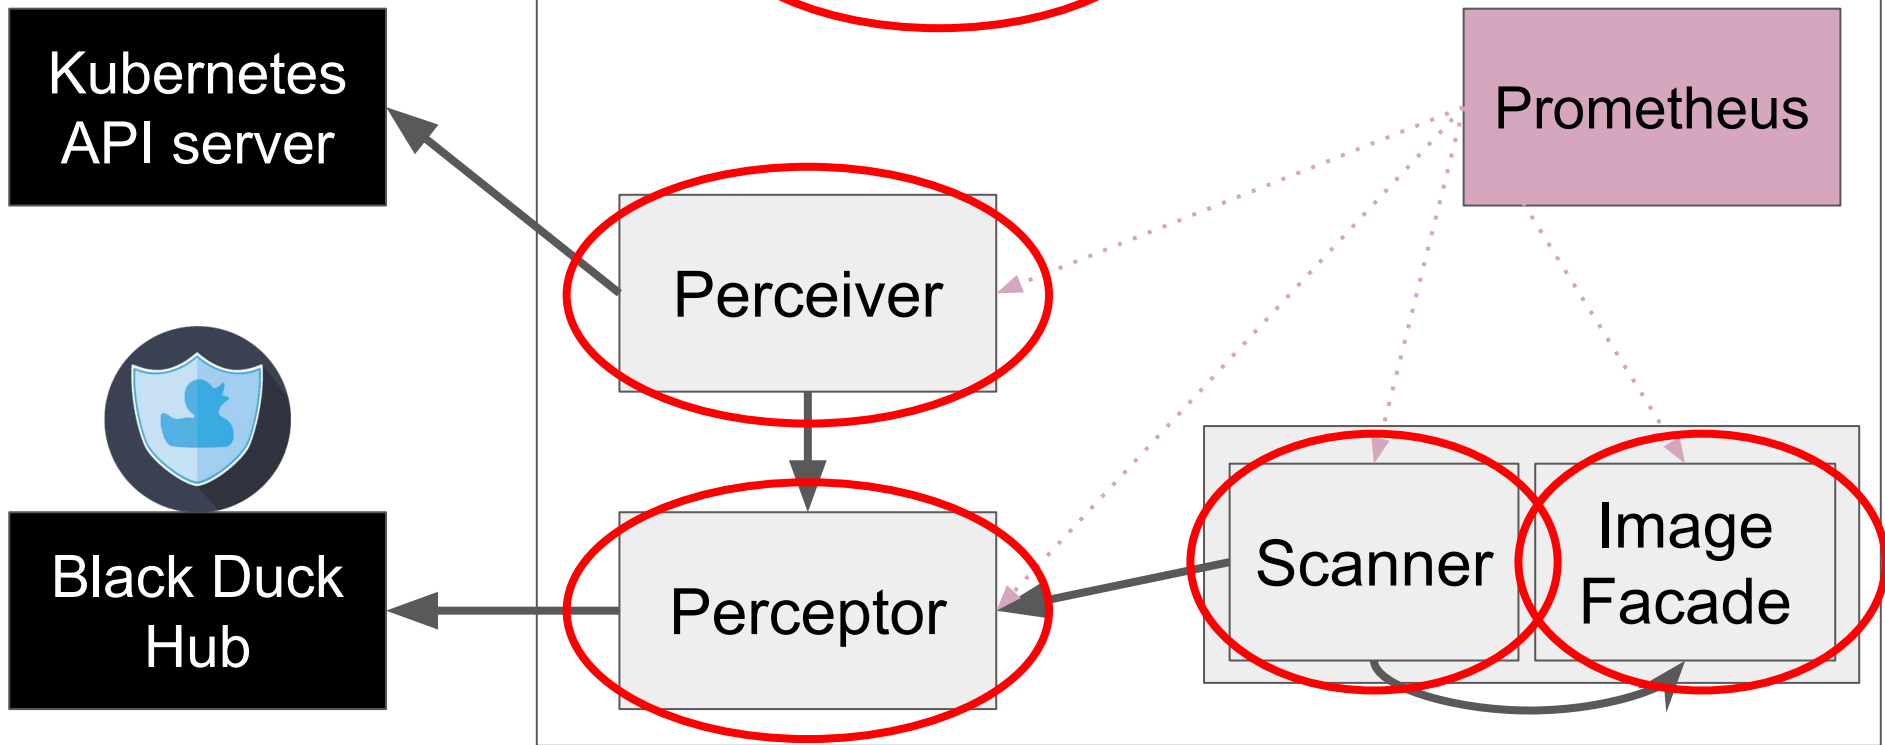 Kubernetes
API server
Prometheus
Perceiver
Black Duck
Hub
Perceptor
Scanner
Image
Facade